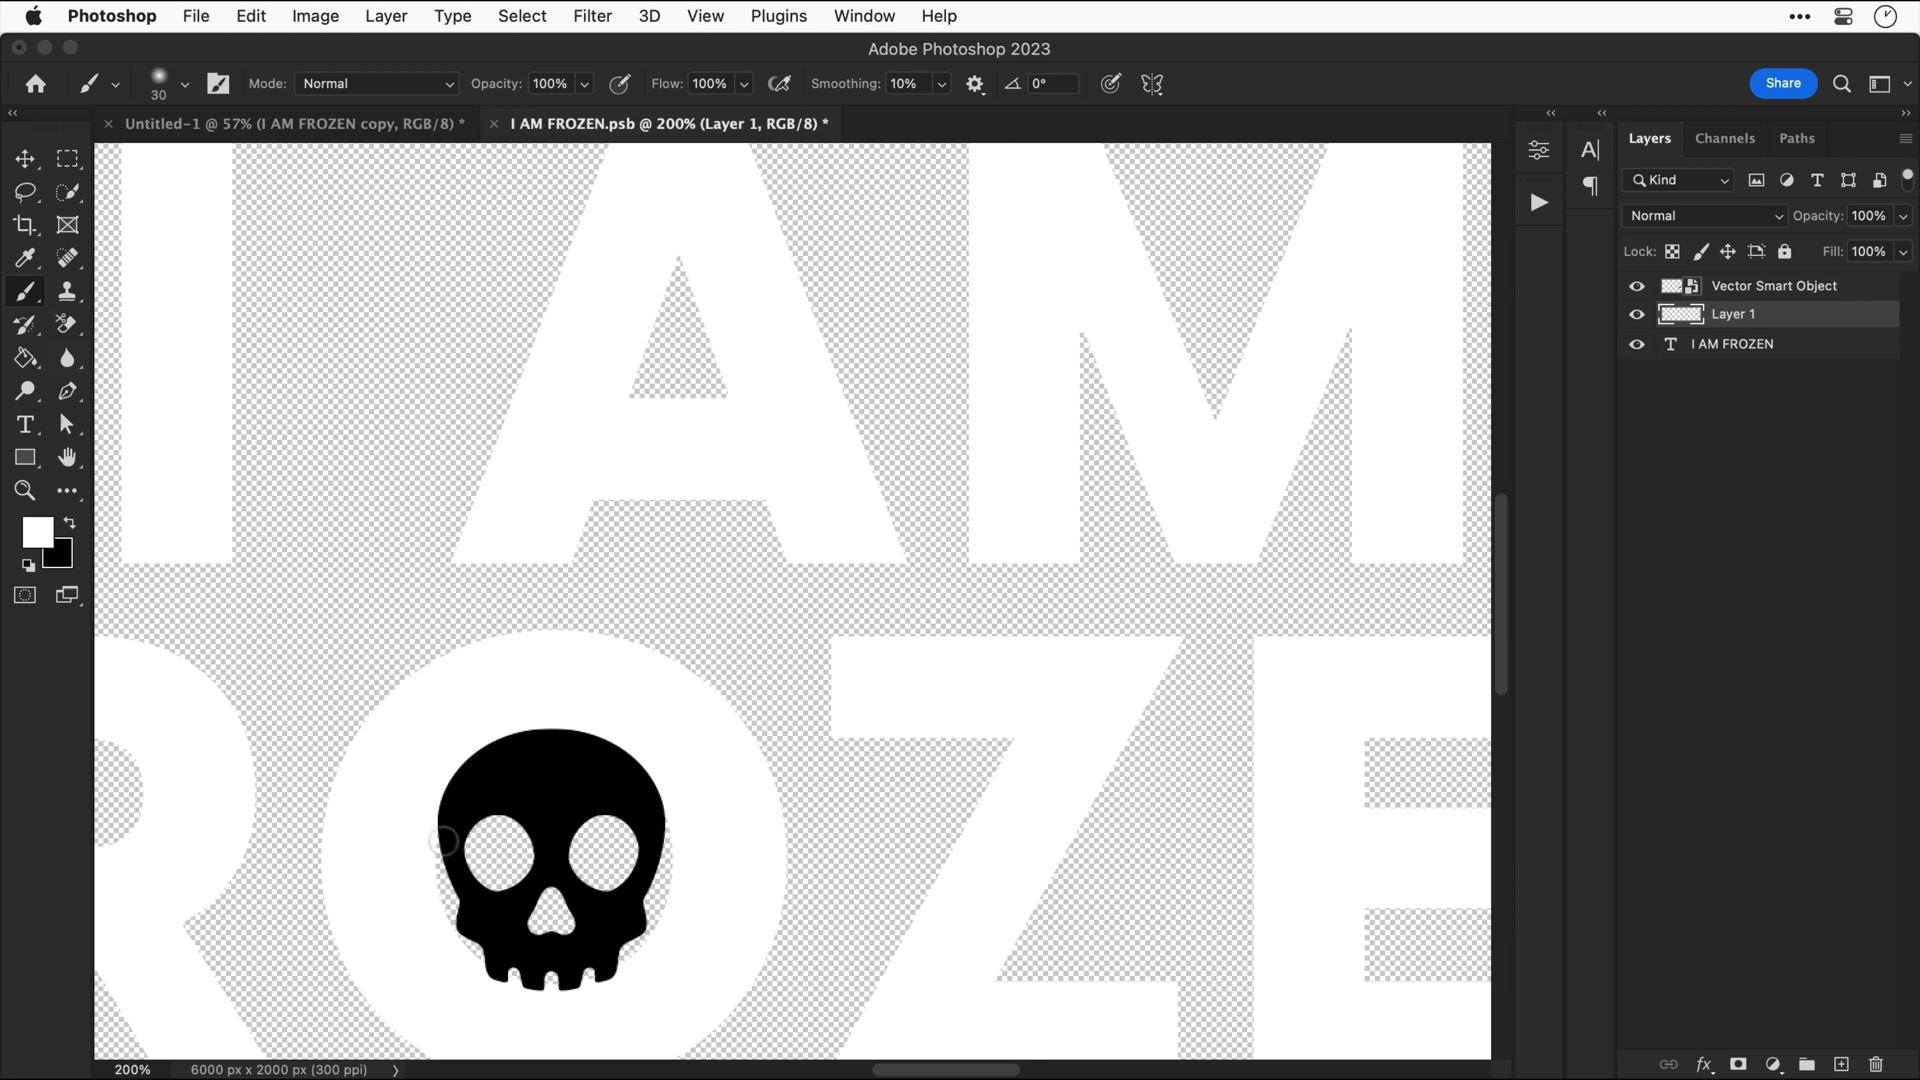 Photoshop File Edit Image Layer Type Select Filter 3D View Plugins Window Help
Adobe Photoshop 2023
30 Mode: Normal Opacity: 100% Flow: 100% Smoothing: 10% 0° Share
Untitled-1 @ 57% (I AM FROZEN copy, RGB/8) * I AM FROZEN.psb @ 200% (Layer 1, RGB/8) *
Layers Channels Paths
Kind
Normal Opacity: 100%
Lock: Fill: 100%
Vector Smart Object
Layer 1
I AM FROZEN
I AM
ROZE
200% 6000 px x 2000 px (300 ppi)